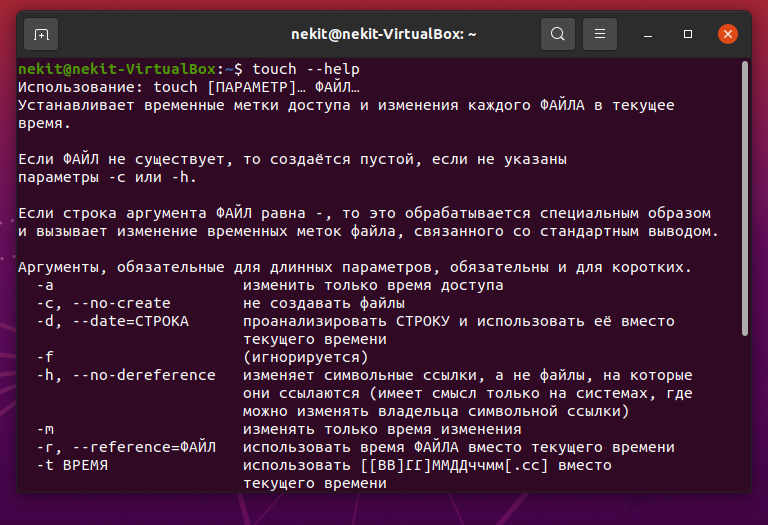 nekit@nekit-VirtualBox: ~
nekit@nekit-VirtualBox:~$ touch --help
Использование: touch [ПАРАМЕТР]… ФАЙЛ…
Устанавливает временные метки доступа и изменения каждого ФАЙЛА в текущее
время.
Если ФАЙЛ не существует, то создаётся пустой, если не указаны
параметры -c или -h.
Если строка аргумента ФАЙЛ равна -, то это обрабатывается специальным образом
и вызывает изменение временных меток файла, связанного со стандартным выводом.
Аргументы, обязательные для длинных параметров, обязательны и для коротких.
-a изменить только время доступа
-c, --no-create не создавать файлы
-d, --date=СТРОКА проанализировать СТРОКУ и использовать её вместо
текущего времени
-f (игнорируется)
-h, --no-dereference изменяет символьные ссылки, а не файлы, на которые
они ссылаются (имеет смысл только на системах, где
можно изменять владельца символьной ссылки)
-m изменять только время изменения
-r, --reference=ФАЙЛ использовать время ФАЙЛА вместо текущего времени
-t ВРЕМЯ использовать [[ВВ]ГГ]ММДДччмм[.сс] вместо
текущего времени